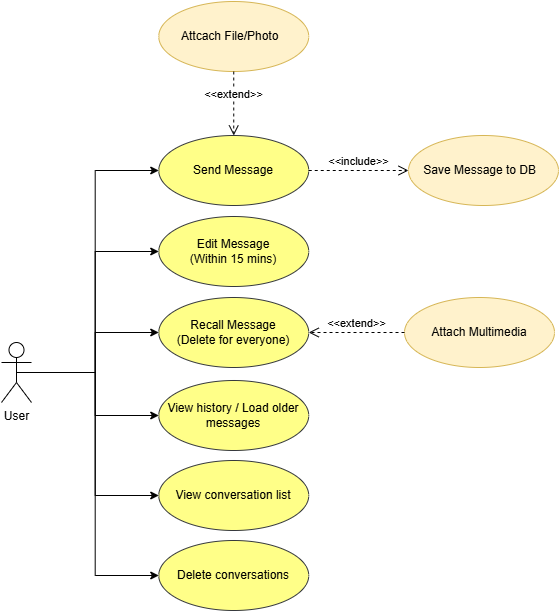 Attcach File/Photo
<<extend>>
Send Message
<<include>>
Save Message to DB
Edit Message
(Within 15 mins)
Recall Message
(Delete for everyone)
<<extend>>
Attach Multimedia
User
View history / Load older
messages
View conversation list
Delete conversations